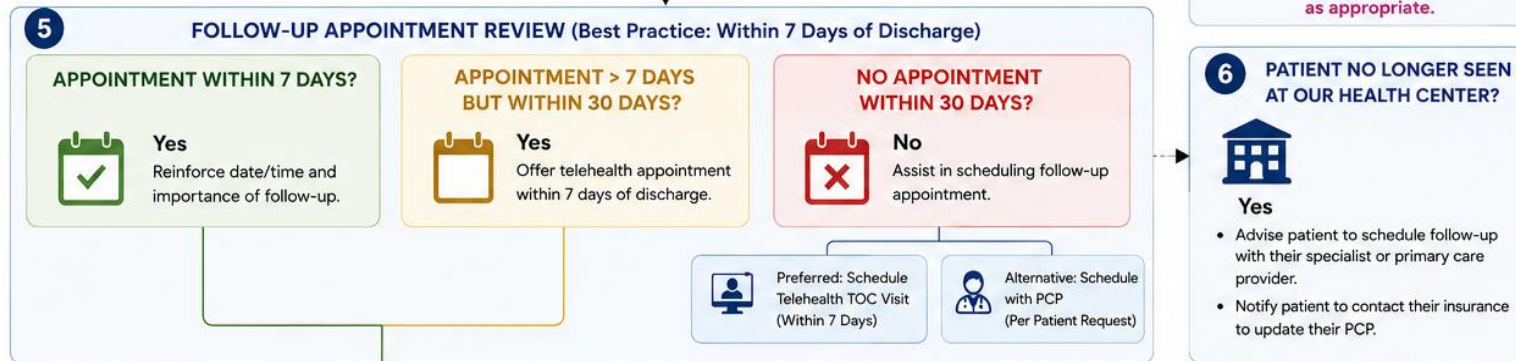 as appropriate.
5
FOLLOW-UP APPOINTMENT REVIEW (Best Practice: Within 7 Days of Discharge)
APPOINTMENT WITHIN 7 DAYS?
Yes
Reinforce date/time and
importance of follow-up.
APPOINTMENT > 7 DAYS
BUT WITHIN 30 DAYS?
Yes
Offer telehealth appointment
within 7 days of discharge.
NO APPOINTMENT
WITHIN 30 DAYS?
No
Assist in scheduling follow-up
appointment.
Preferred: Schedule
Telehealth TOC Visit
(Within 7 Days)
Alternative: Schedule
with PCP
(Per Patient Request)
6
PATIENT NO LONGER SEEN
AT OUR HEALTH CENTER?
Yes
• Advise patient to schedule follow-up
with their specialist or primary care
provider.
• Notify patient to contact their insurance
to update their PCP.